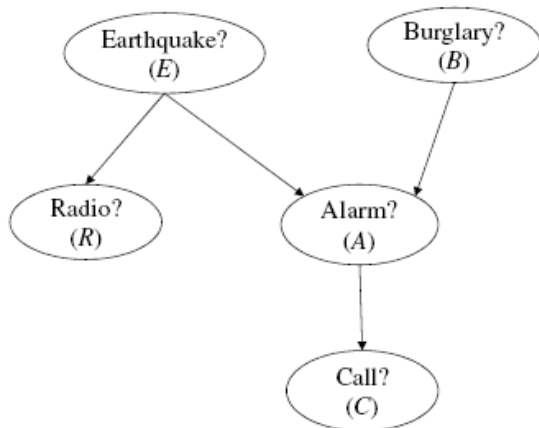 Earthquake?
(E)
Burglary?
(B)
Radio?
(R)
Alarm?
(A)
Call?
(C)